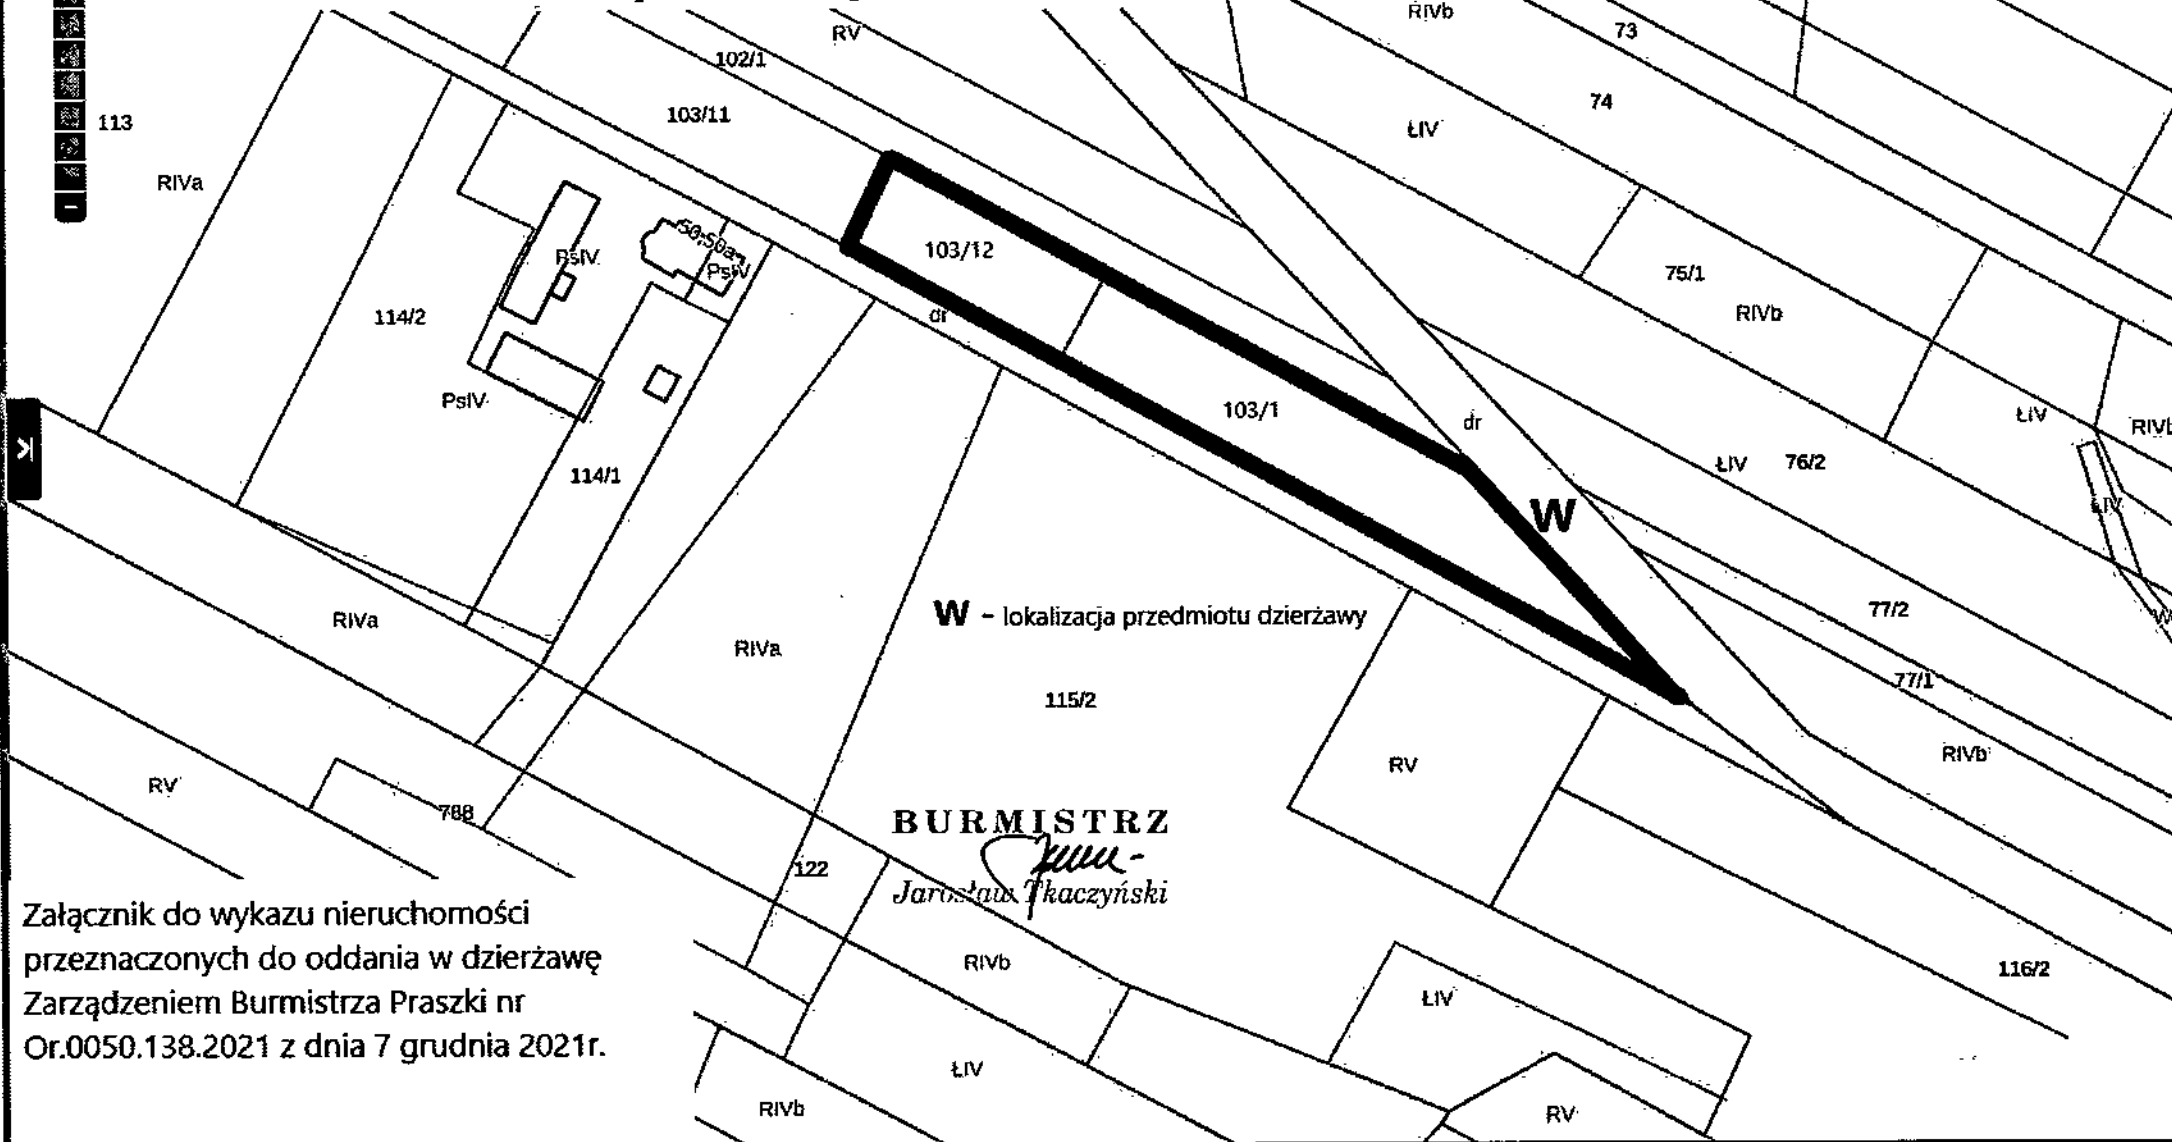 RIVb
73
RV
102/1
74
103/11
113
ŁIV
RIVa
103/12
50;50a
PsIV
PsIV
75/1
RIVb
dr
114/2
PsIV
103/1
dr
ŁIV
RIVb
ŁIV 76/2
114/1
ŁIV
W
W – lokalizacja przedmiotu dzierżawy
77/2
W
RIVa
RIVa
77/1
115/2
RIVb
RV
RV
788
BURMISTRZ
122
Jarosław Tkaczyński
Załącznik do wykazu nieruchomości
przeznaczonych do oddania w dzierżawę
Zarządzeniem Burmistrza Praszki nr
Or.0050.138.2021 z dnia 7 grudnia 2021r.
RIVb
116/2
ŁIV
ŁIV
RIVb
RV